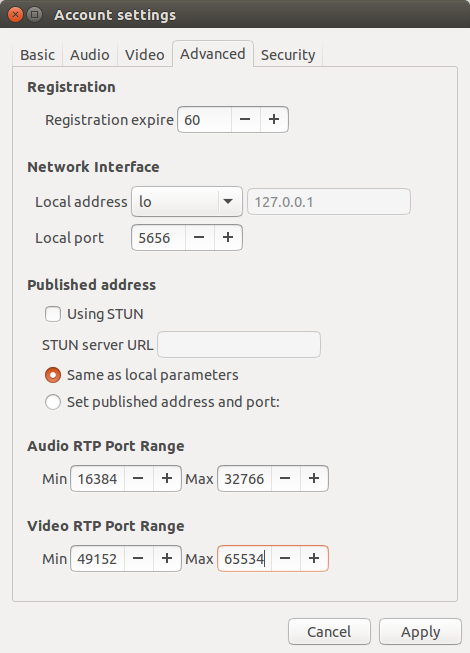 Account settings
Basic Audio Video Advanced Security
Registration
Registration expire 60 − +
Network Interface
Local address lo 127.0.0.1
Local port 5656 − +
Published address
Using STUN
STUN server URL
Same as local parameters
Set published address and port:
Audio RTP Port Range
Min 16384 − + Max 32766 − +
Video RTP Port Range
Min 49152 − + Max 65534 − +
Cancel Apply